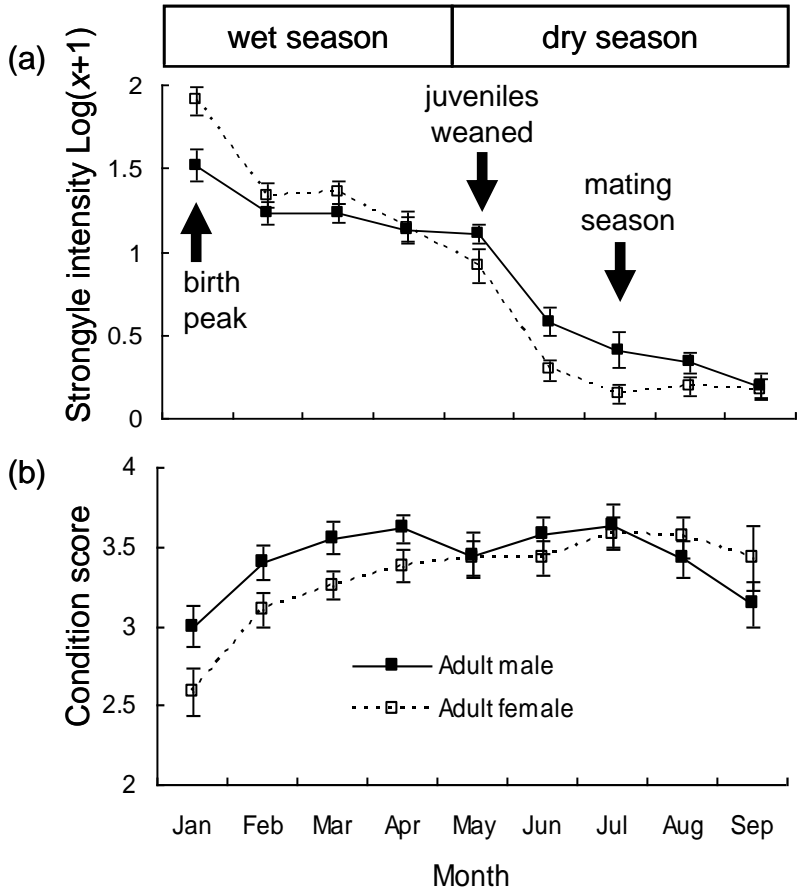 wet season
dry season
(a)
Strongyle intensity Log(x+1)
2
1.5
1
0.5
0
juveniles
weaned
mating
season
birth
peak
(b)
Condition score
4
3.5
3
2.5
2
Adult male
Adult female
Jan Feb Mar Apr May Jun Jul Aug Sep
Month